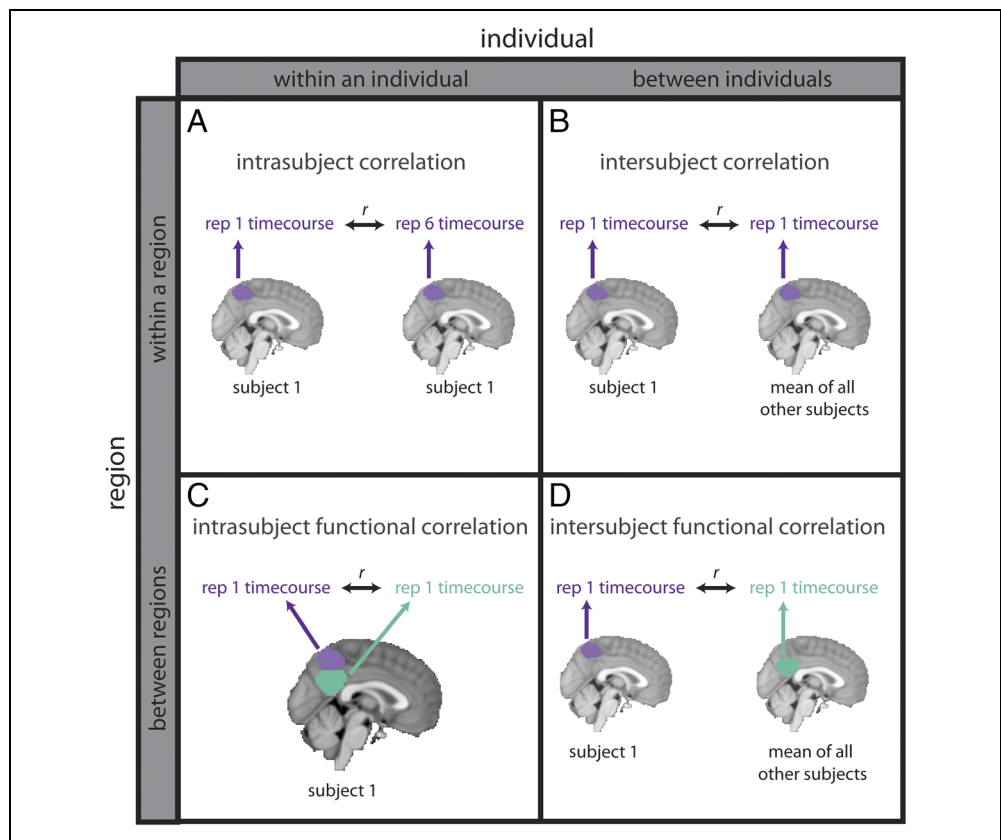 individual
within an individual
between individuals
region
within a region
between regions
A
intrasubject correlation
r
rep 1 timecourse
rep 6 timecourse
subject 1
subject 1
B
intersubject correlation
r
rep 1 timecourse
rep 1 timecourse
subject 1
mean of all
other subjects
C
intrasubject functional correlation
r
rep 1 timecourse
rep 1 timecourse
subject 1
D
intersubject functional correlation
r
rep 1 timecourse
rep 1 timecourse
subject 1
mean of all
other subjects